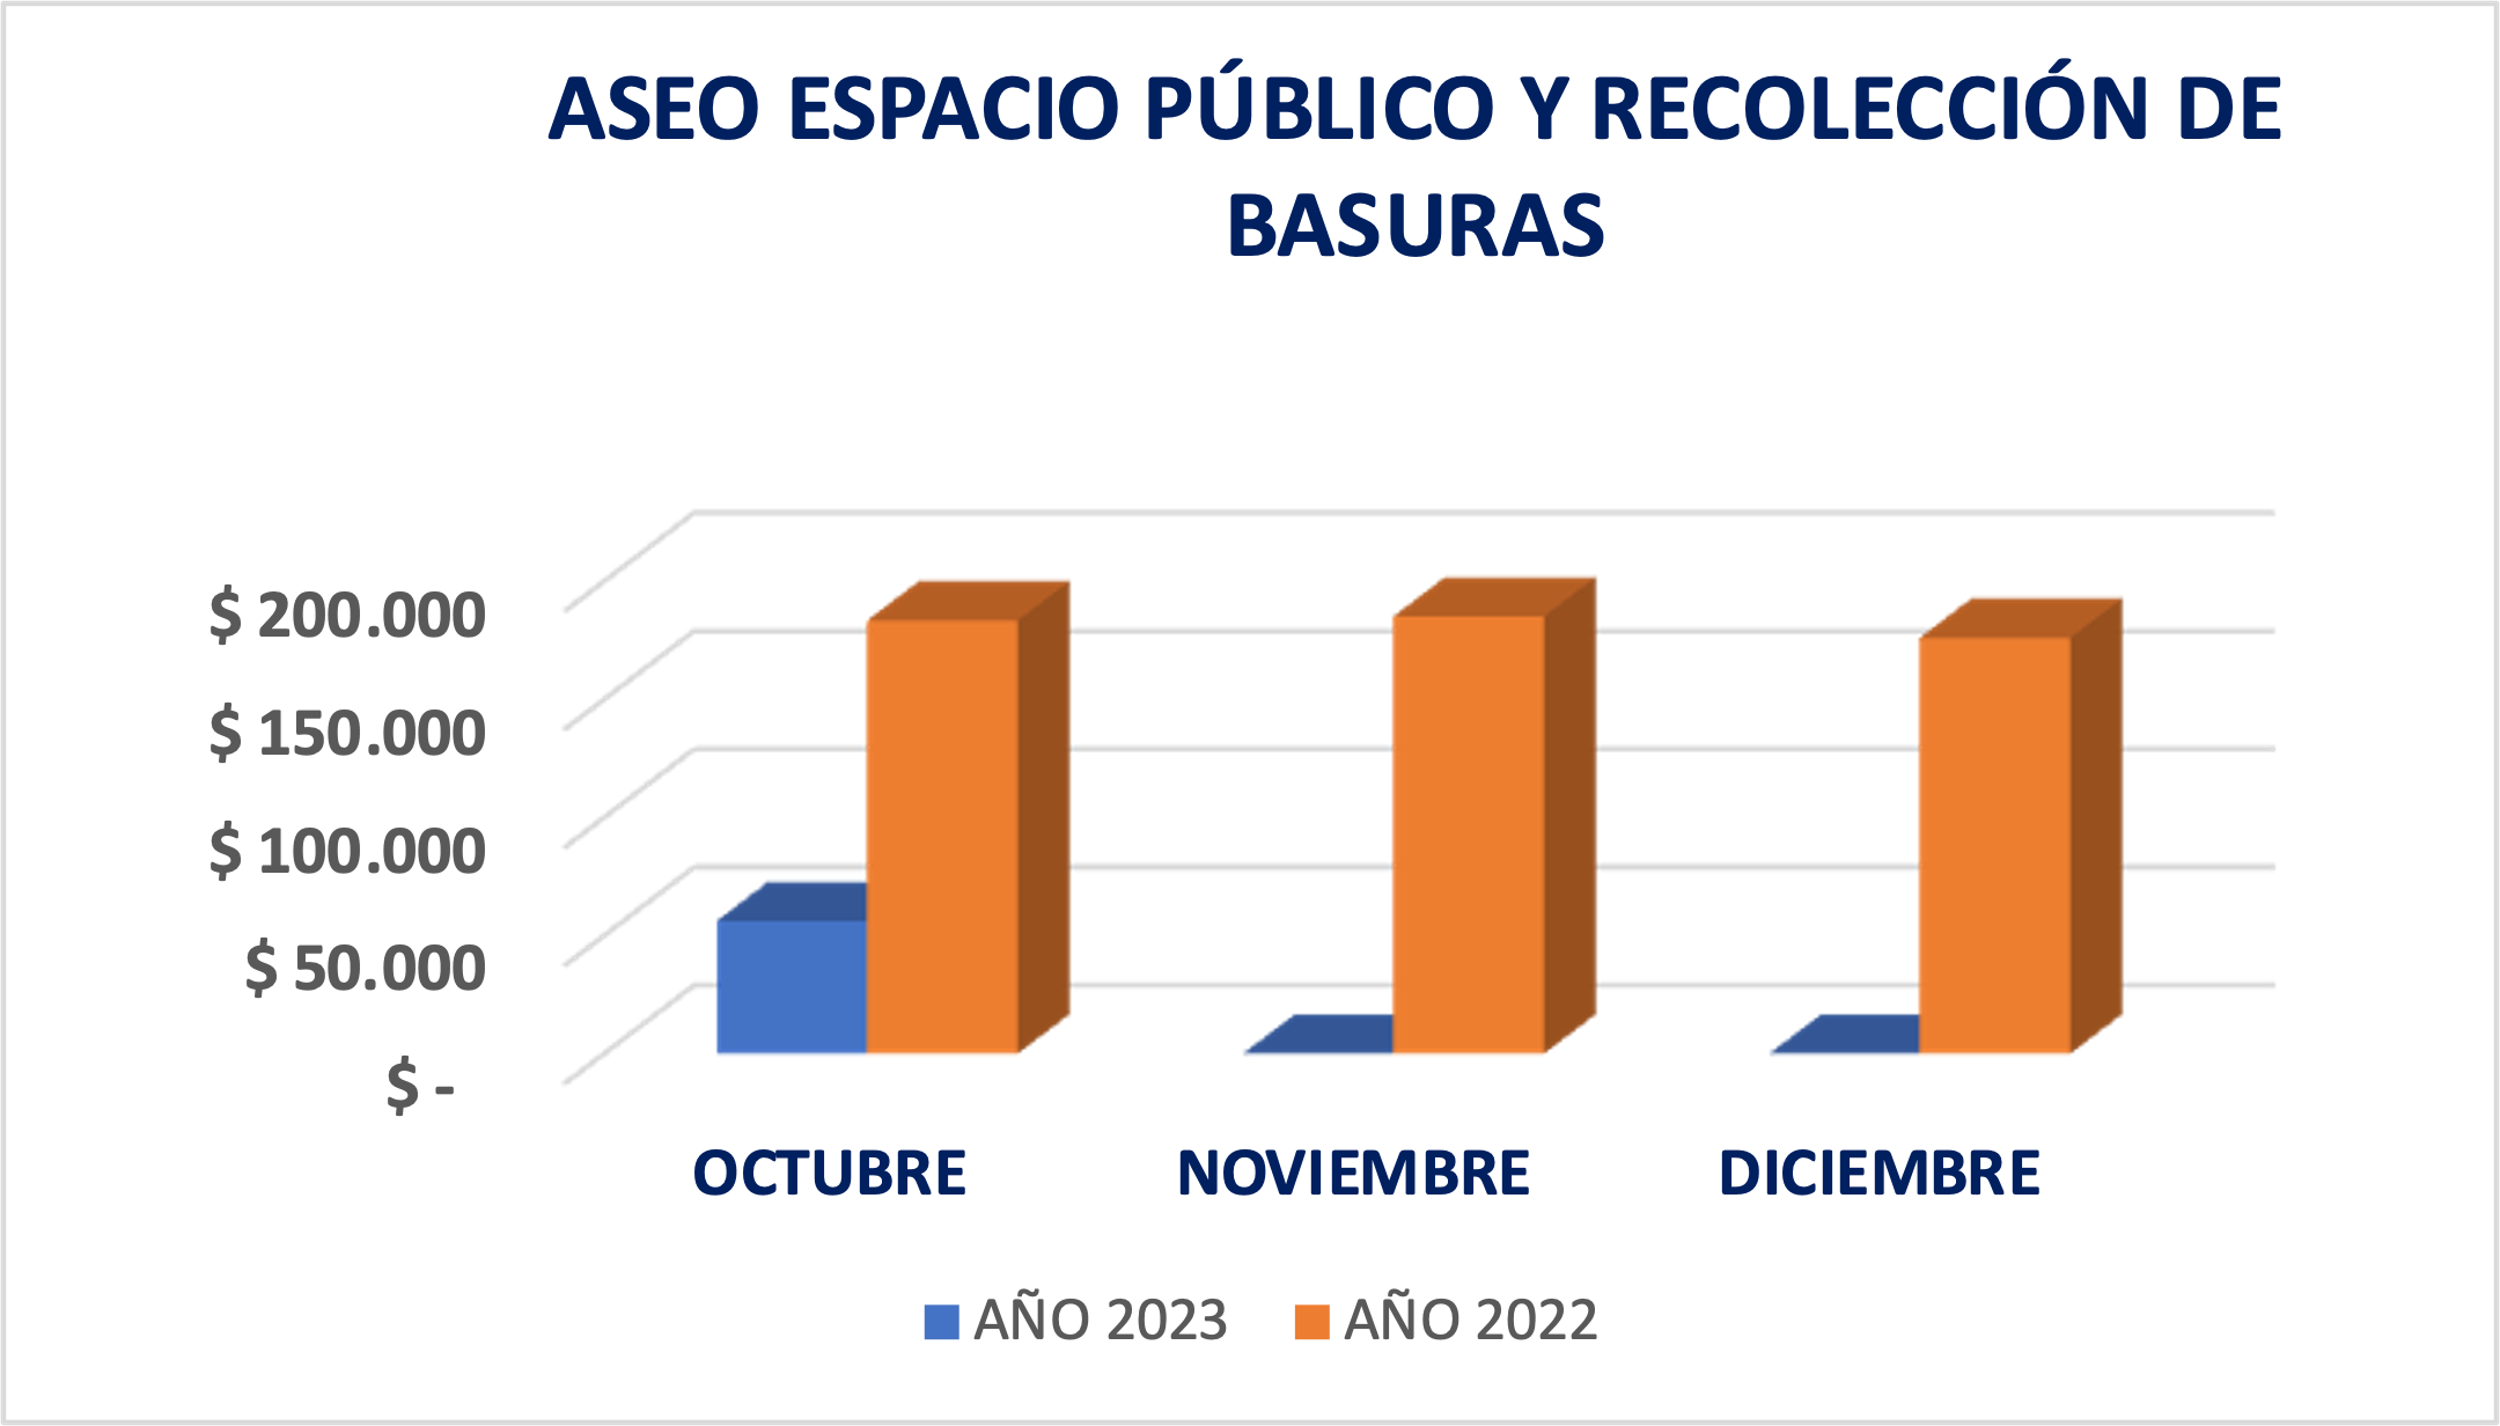 ASEO ESPACIO PÚBLICO Y RECOLECCIÓN DE
BASURAS
$ 200.000
$ 150.000
$ 100.000
$ 50.000
$ -
OCTUBRE NOVIEMBRE DICIEMBRE
AÑO 2023 AÑO 2022